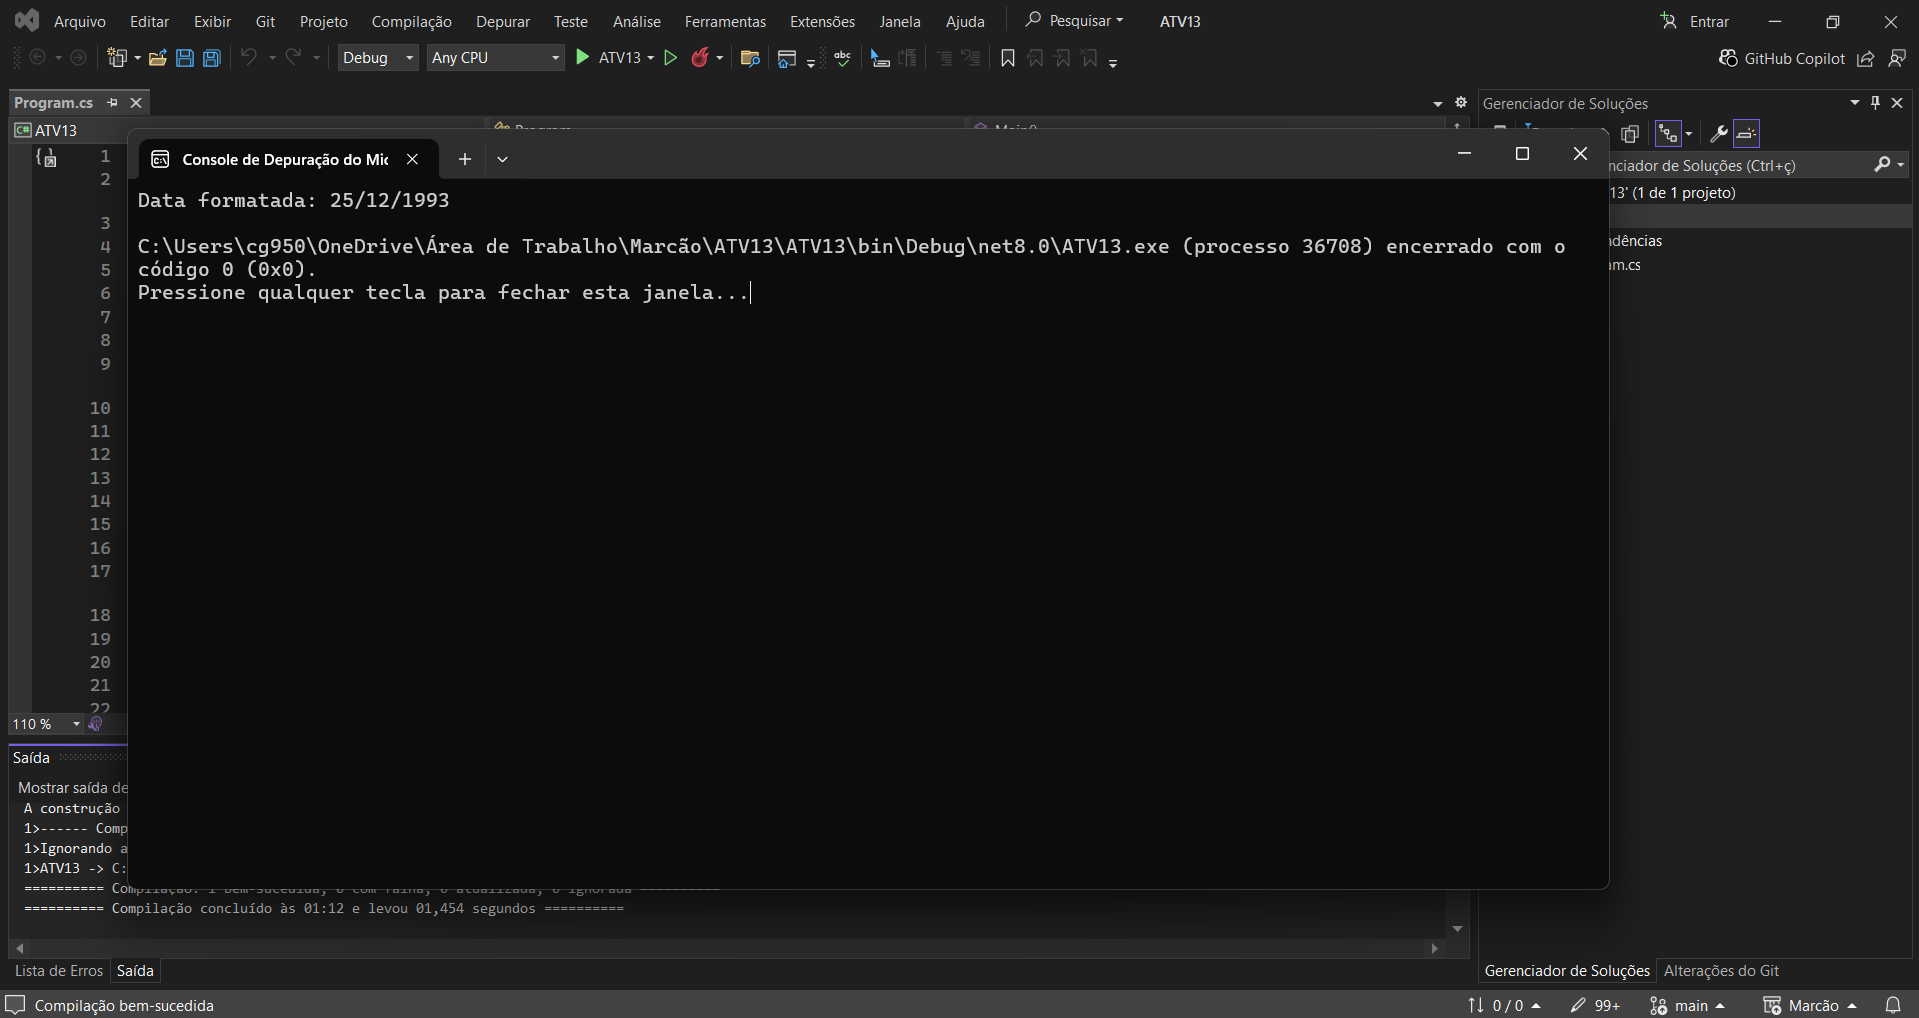 Arquivo Editar Exibir Git Projeto Compilação Depurar Teste Análise Ferramentas Extensões Janela Ajuda Pesquisar ATV13 Entrar
Debug Any CPU ATV13 abc GitHub Copilot
Program.cs
Gerenciador de Soluções
C# ATV13
Console de Depuração do Mic
nciador de Soluções (Ctrl+ç)
13' (1 de 1 projeto)
dências
m.cs
1
2
3
4
5
6
7
8
9
10
11
12
13
14
15
16
17
18
19
20
21
22
Data formatada: 25/12/1993
C:\Users\cg950\OneDrive\Área de Trabalho\Marcão\ATV13\ATV13\bin\Debug\net8.0\ATV13.exe (processo 36708) encerrado com o
código 0 (0x0).
Pressione qualquer tecla para fechar esta janela...
110 %
Saída
Mostrar saída de
A construção
1>------ Comp
1>Ignorando a
1>ATV13 -> C:
========== Compilação: 1 bem-sucedida, 0 com falha, 0 atualizada, 0 ignorada ==========
========== Compilação concluído às 01:12 e levou 01,454 segundos ==========
Lista de Erros Saída
Gerenciador de Soluções Alterações do Git
Compilação bem-sucedida 0 / 0 99+ main Marcão